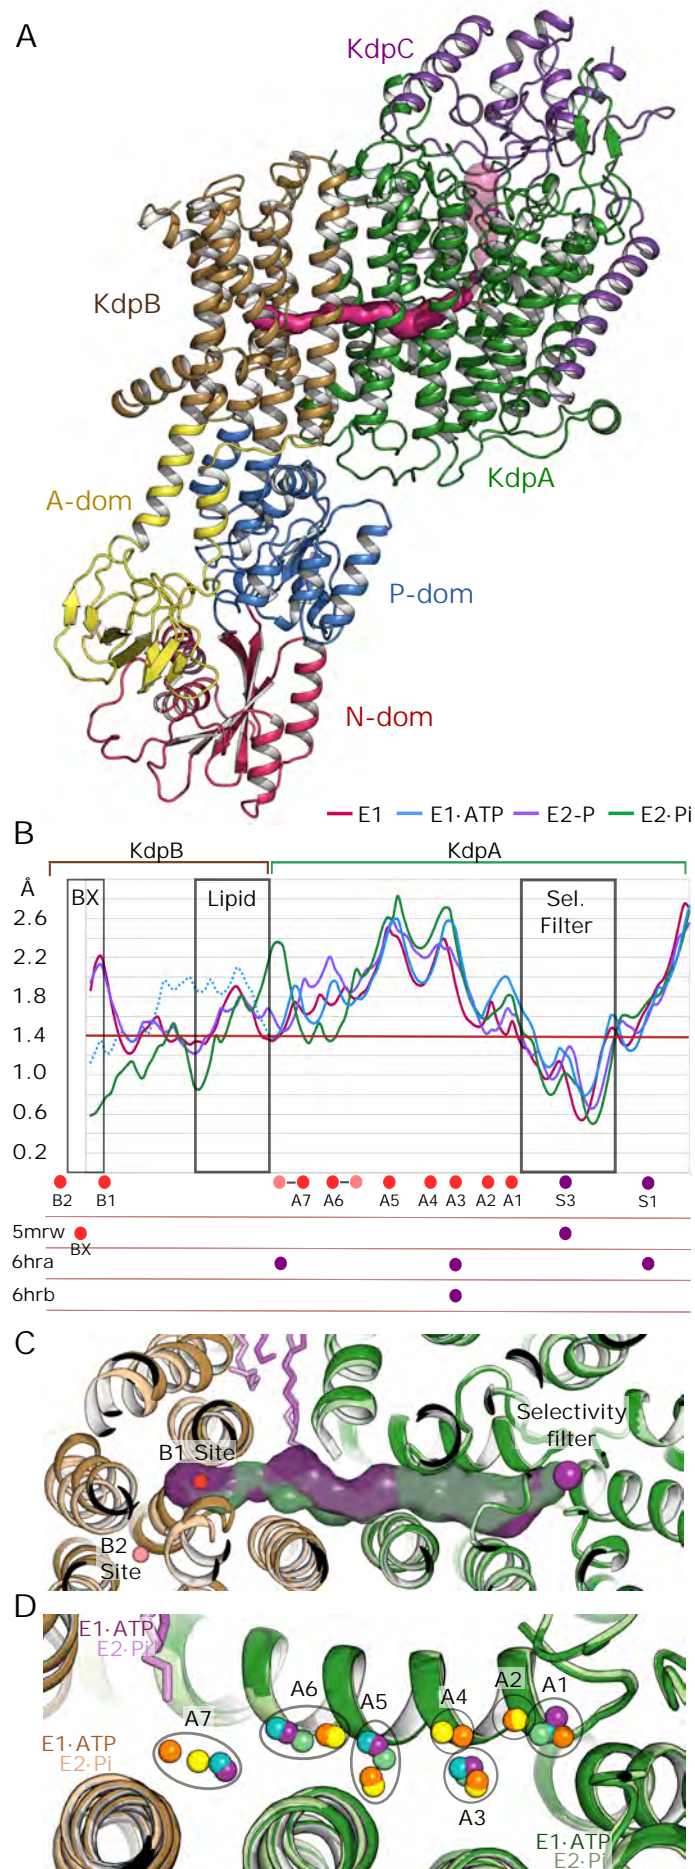 A
KdpC
KdpB
KdpA
A-dom
P-dom
N-dom
E1 E1·ATP E2-P E2·Pi
B
KdpB KdpA
Å
BX Lipid Sel.
Filter
2.6
2.2
1.8
1.4
1.0
0.6
0.2
B2 B1 A7 A6 A5 A4 A3 A2 A1 S3 S1
5mrw
BX
6hra
6hrb
C
Selectivity
filter
B1 Site
B2
Site
D
E1·ATP
E2·Pi
A7 A6 A5 A4 A2 A1
E1·ATP
E2·Pi
A3
E1·ATP
E2·Pi